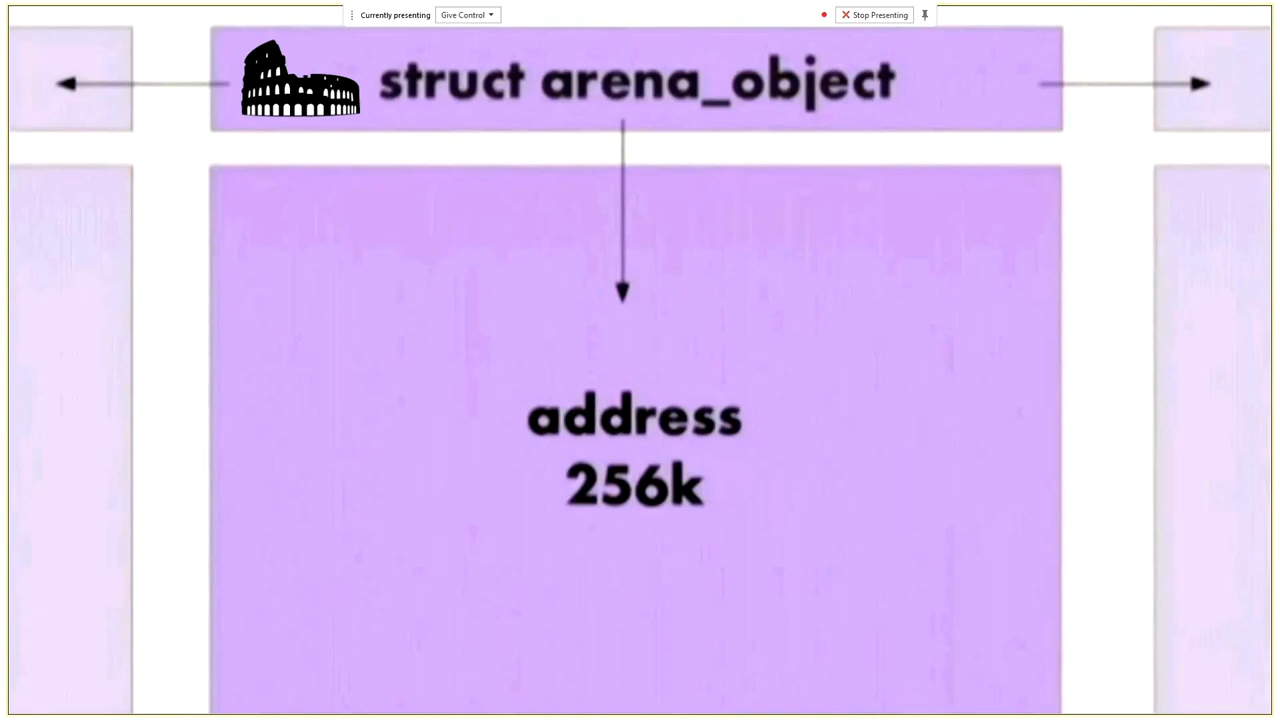 Currently presenting Give Control Stop Presenting
struct arena_object
address
256k